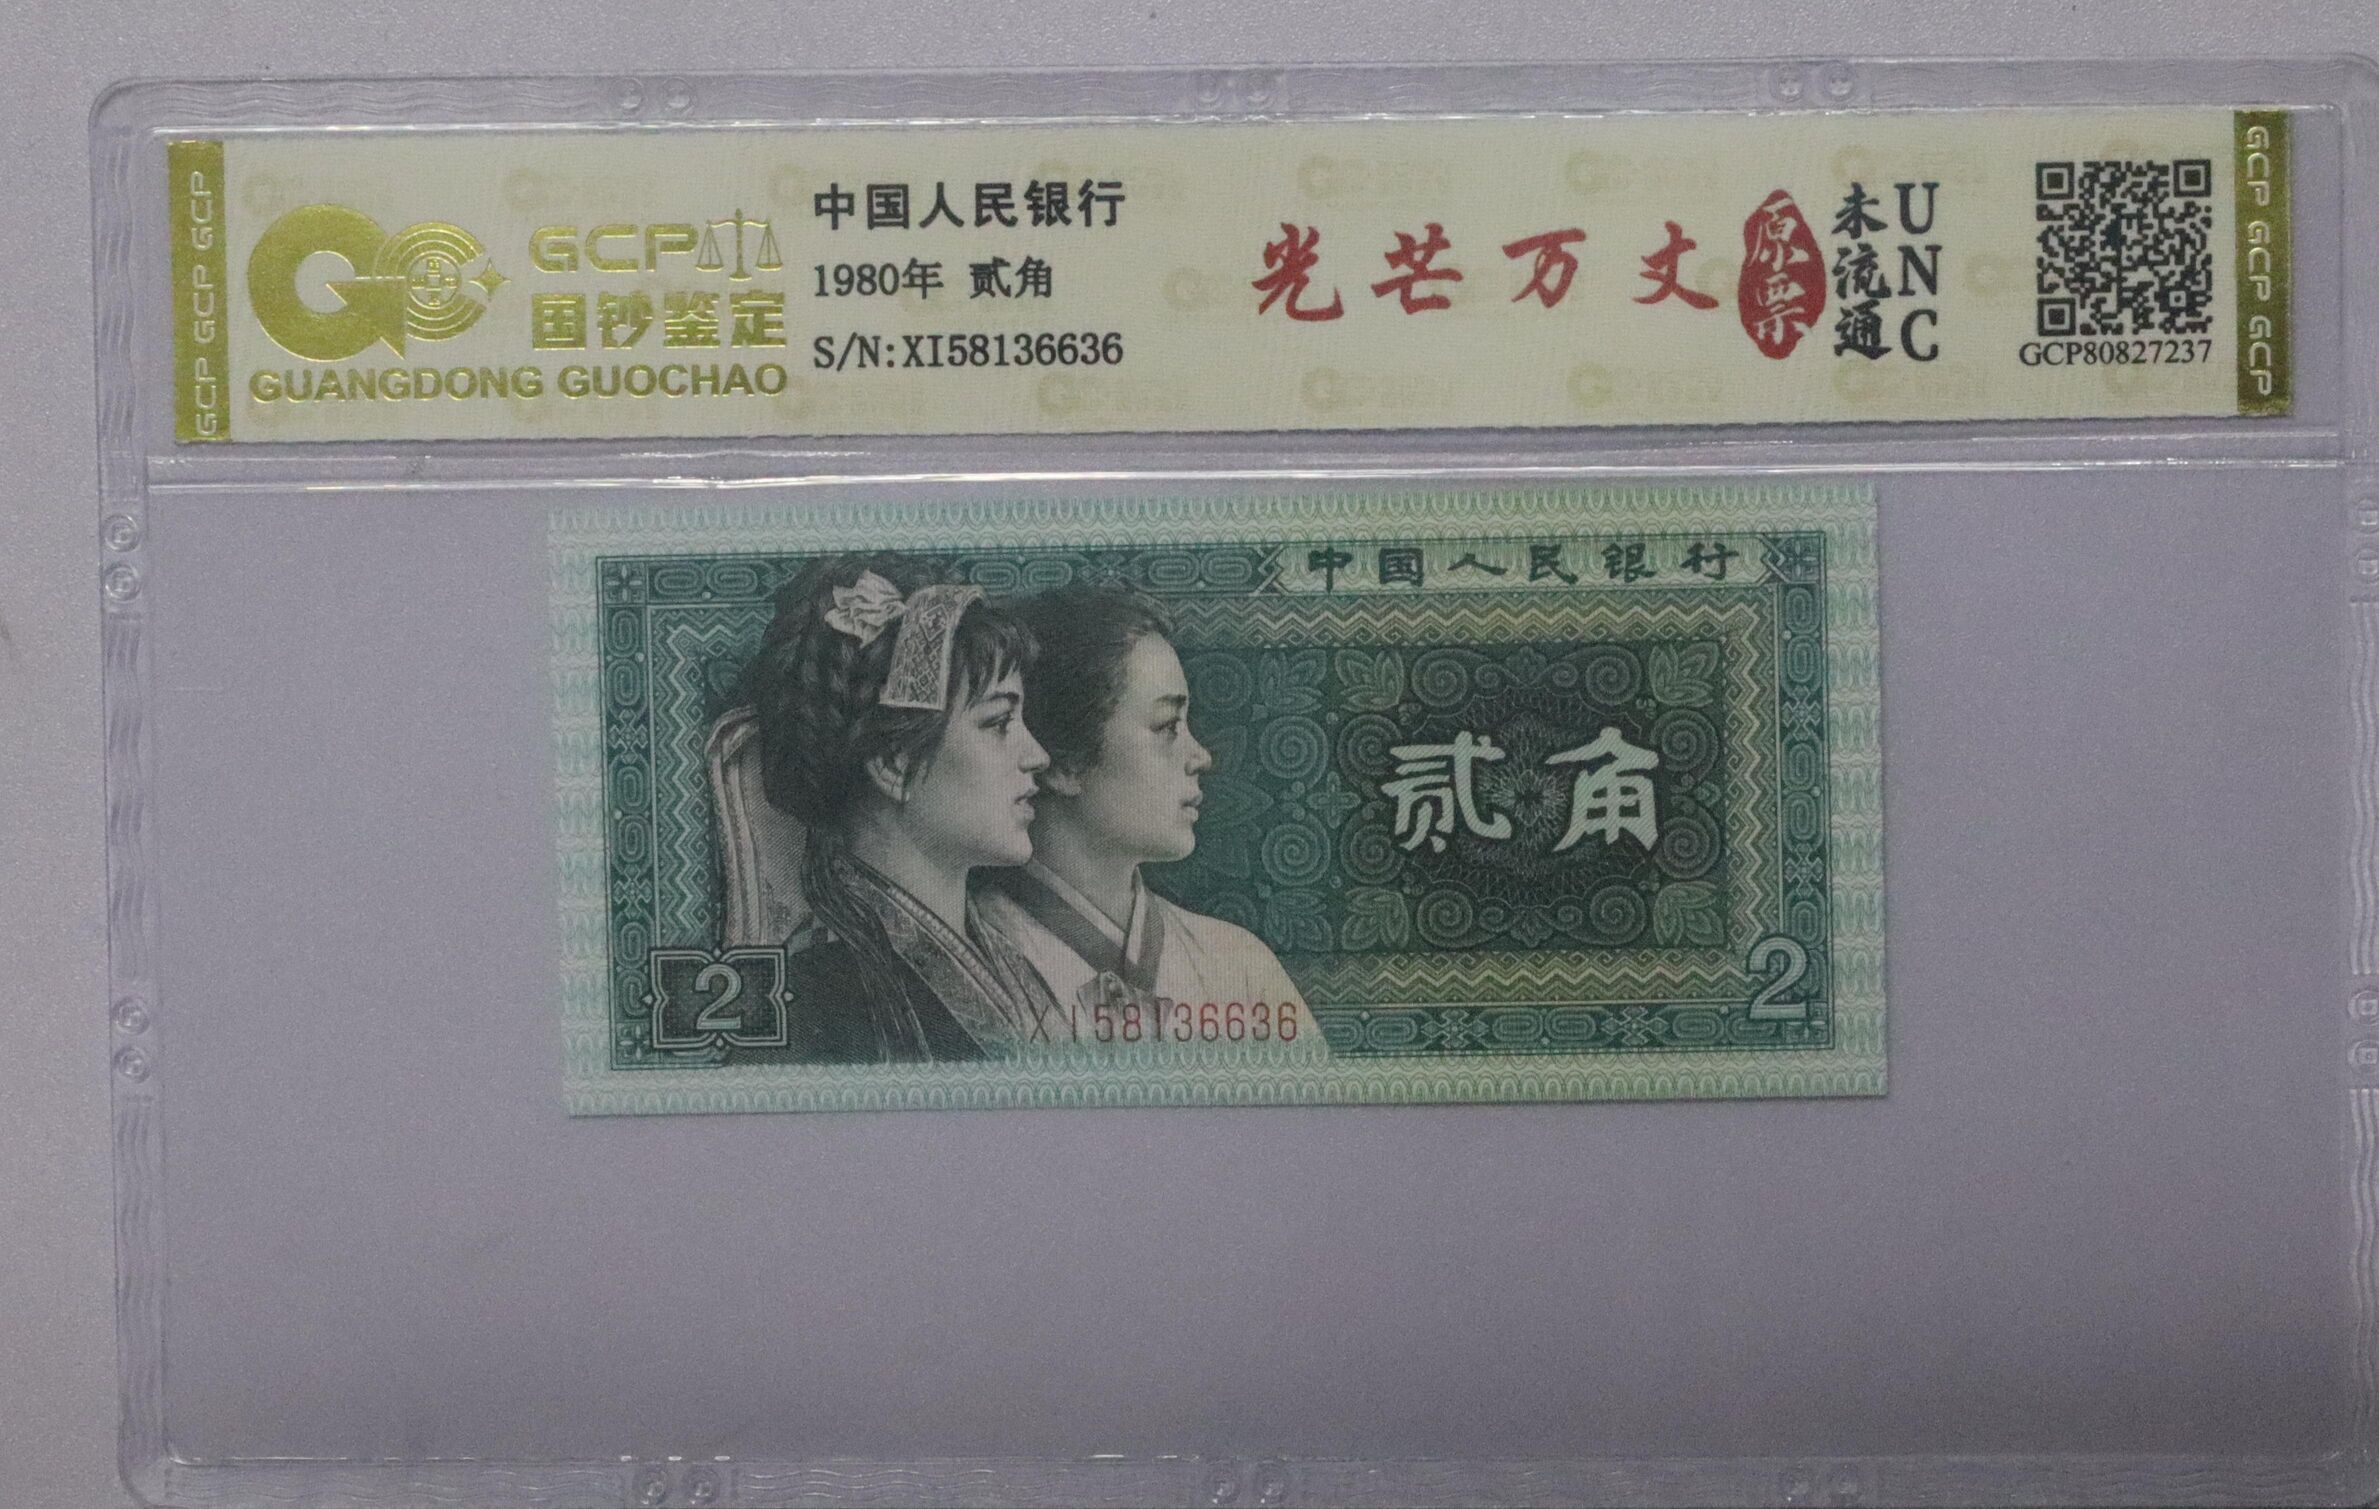 GCP GCP GCP
GCP
国钞鉴定
GUANGDONG GUOCHAO
中国人民银行
1980年 贰角
S/N:XI58136636
光芒万丈
原票
未流通
UNC
GCP80827237
GCP GCP GCP
中国人民银行
贰角
2
XI58136636
2